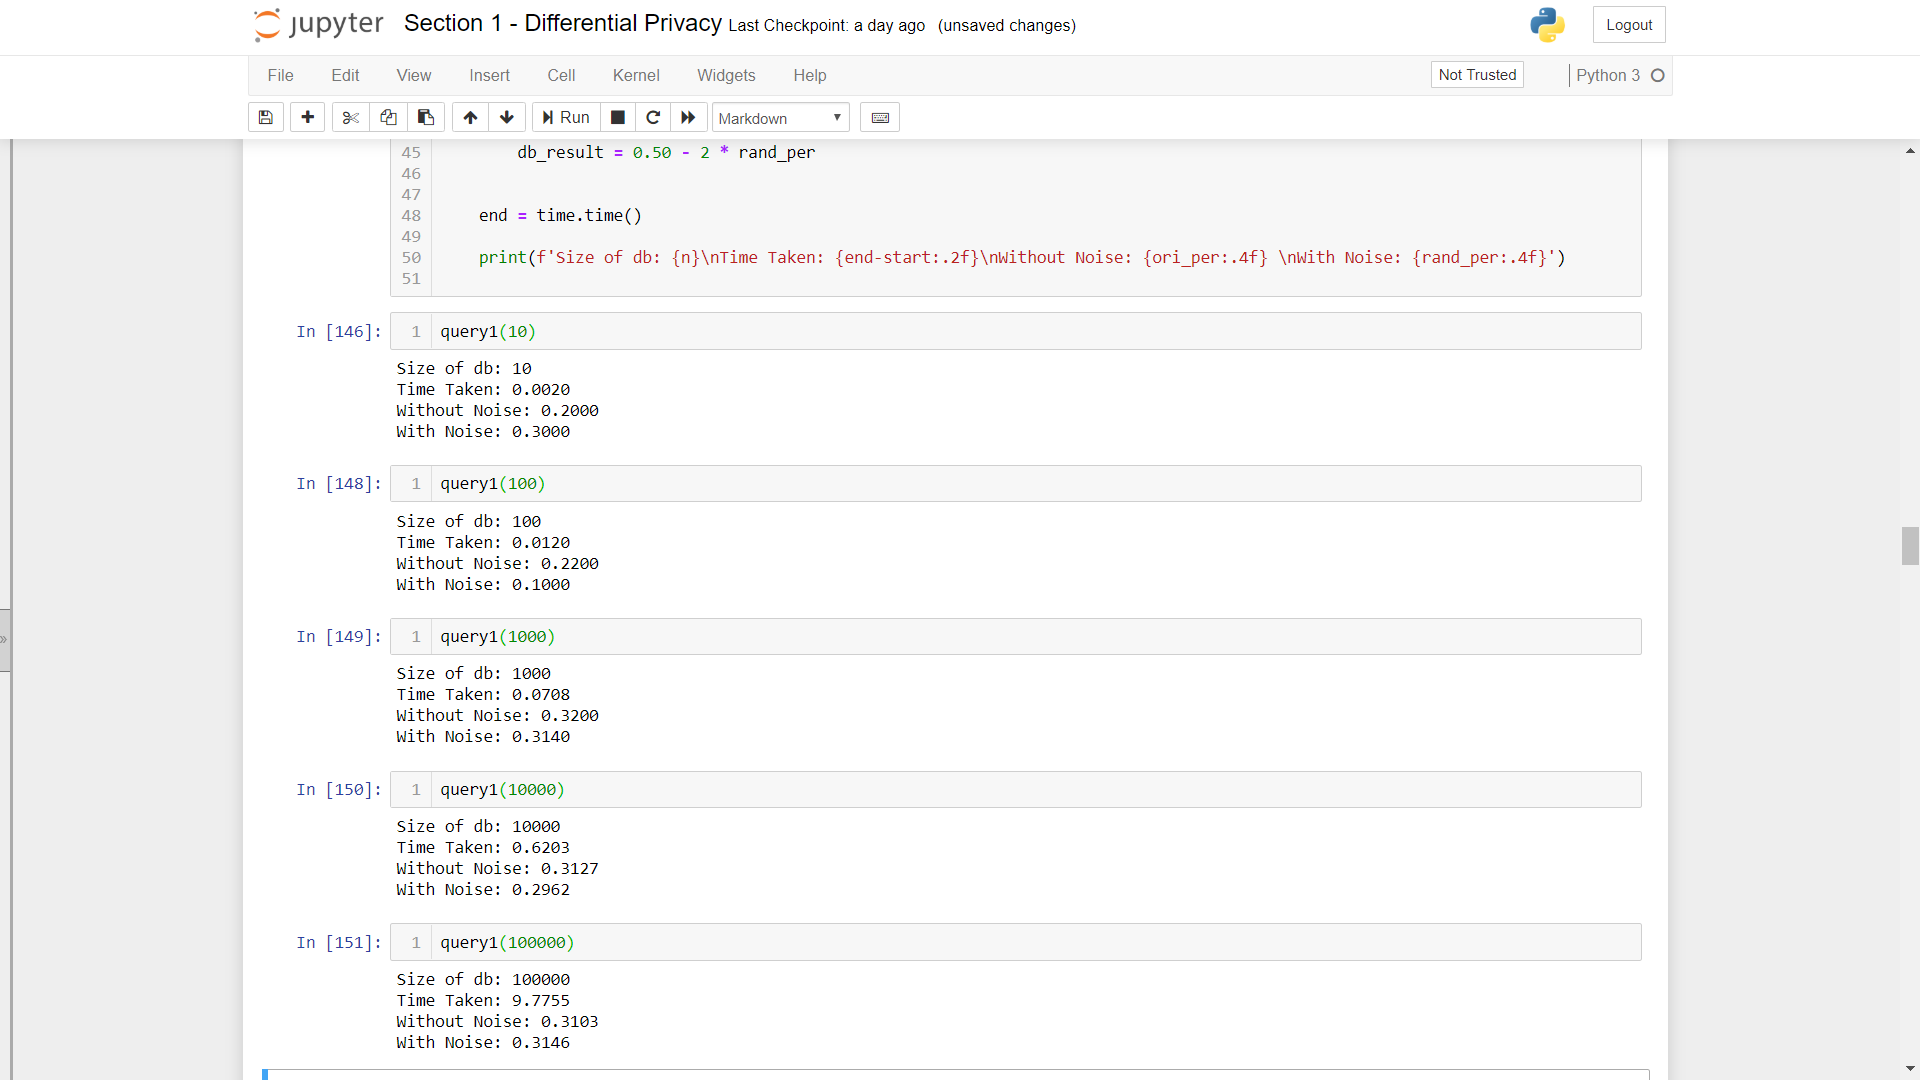 jupyter Section 1 - Differential Privacy Last Checkpoint: a day ago (unsaved changes) Logout
File Edit View Insert Cell Kernel Widgets Help Not Trusted Python 3
Run Markdown
45 db_result = 0.50 - 2 * rand_per
46
47
48 end = time.time()
49
50 print(f'Size of db: {n}\nTime Taken: {end-start:.2f}\nWithout Noise: {ori_per:.4f} \nWith Noise: {rand_per:.4f}')
51
In [146]: 1 query1(10)
Size of db: 10
Time Taken: 0.0020
Without Noise: 0.2000
With Noise: 0.3000
In [148]: 1 query1(100)
Size of db: 100
Time Taken: 0.0120
Without Noise: 0.2200
With Noise: 0.1000
In [149]: 1 query1(1000)
Size of db: 1000
Time Taken: 0.0708
Without Noise: 0.3200
With Noise: 0.3140
In [150]: 1 query1(10000)
Size of db: 10000
Time Taken: 0.6203
Without Noise: 0.3127
With Noise: 0.2962
In [151]: 1 query1(100000)
Size of db: 100000
Time Taken: 9.7755
Without Noise: 0.3103
With Noise: 0.3146